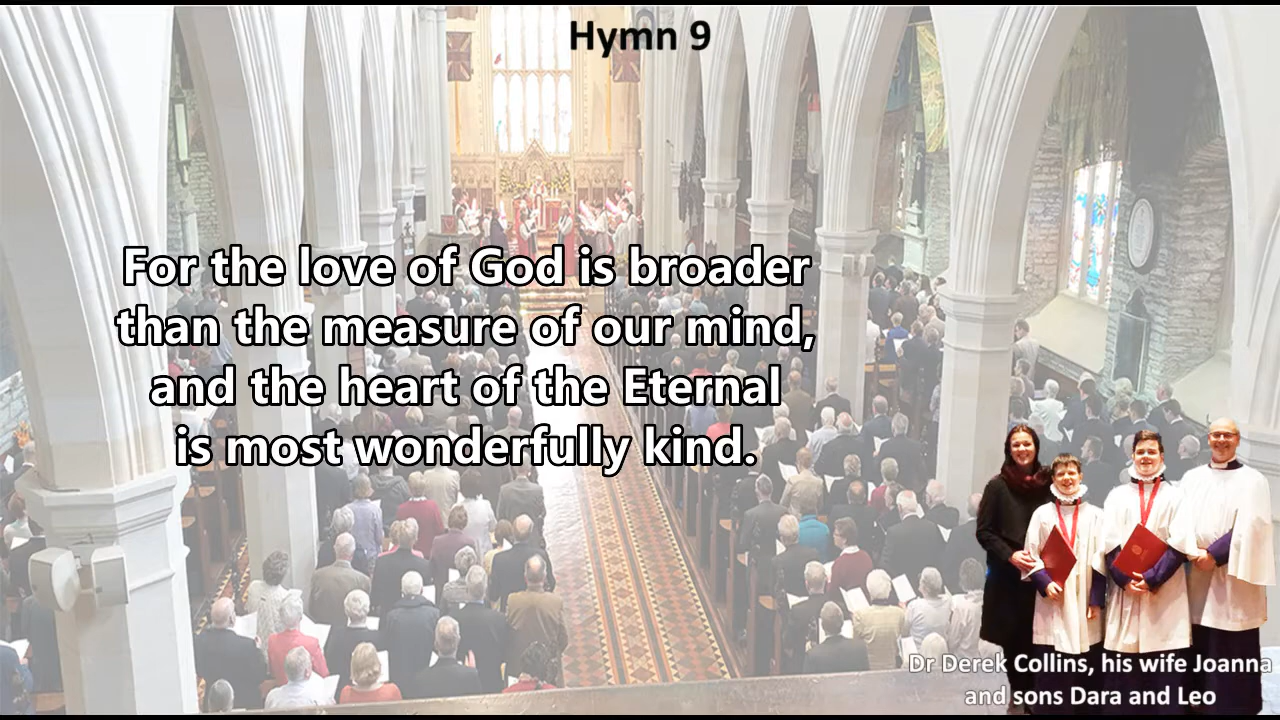 Hymn 9
For the love of God is broader
than the measure of our mind,
and the heart of the Eternal
is most wonderfully kind.
Dr Derek Collins, his wife Joanna
and sons Dara and Leo